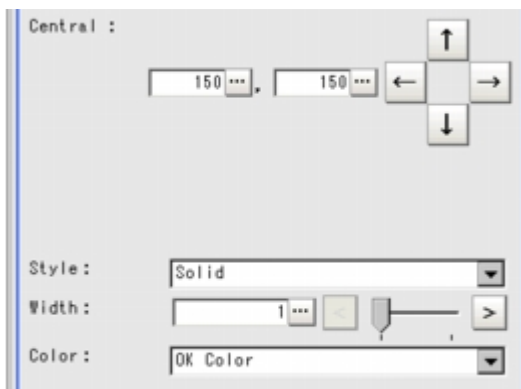 Central :
150 ... , 150 ... ← → ↑ ↓
Style: Solid
Width: 1 ... < >
Color: OK Color